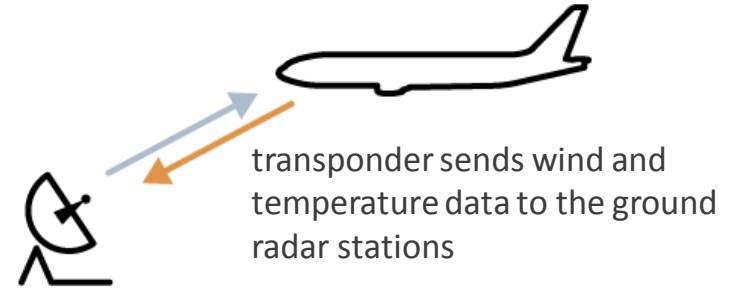 transponder sends wind and
temperature data to the ground
radar stations